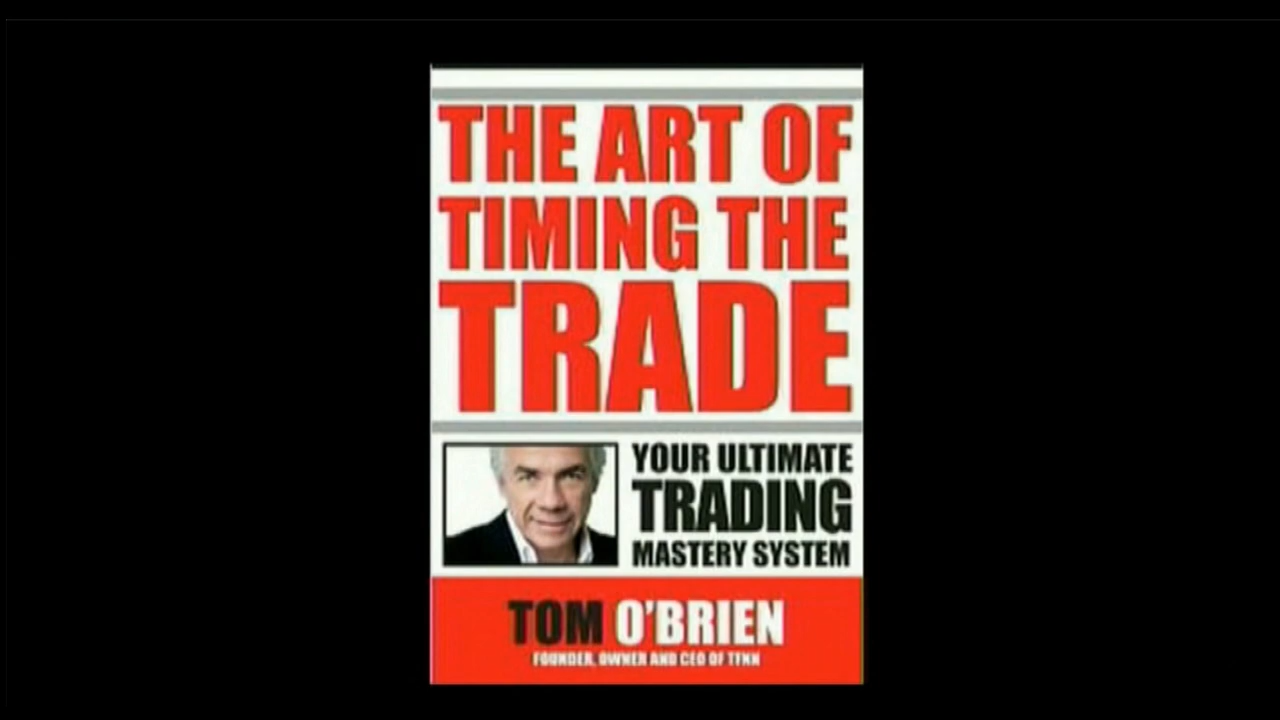 THE ART OF
TIMING THE
TRADE
YOUR ULTIMATE
TRADING
MASTERY SYSTEM
TOM O'BRIEN
FOUNDER, OWNER AND CEO OF TFNN